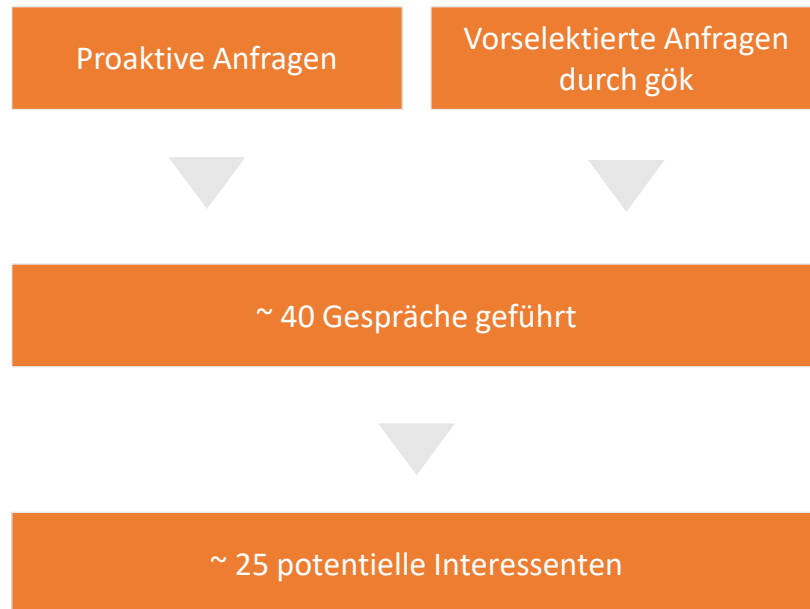 Proaktive Anfragen
Vorselektierte Anfragen
durch gök
~ 40 Gespräche geführt
~ 25 potentielle Interessenten